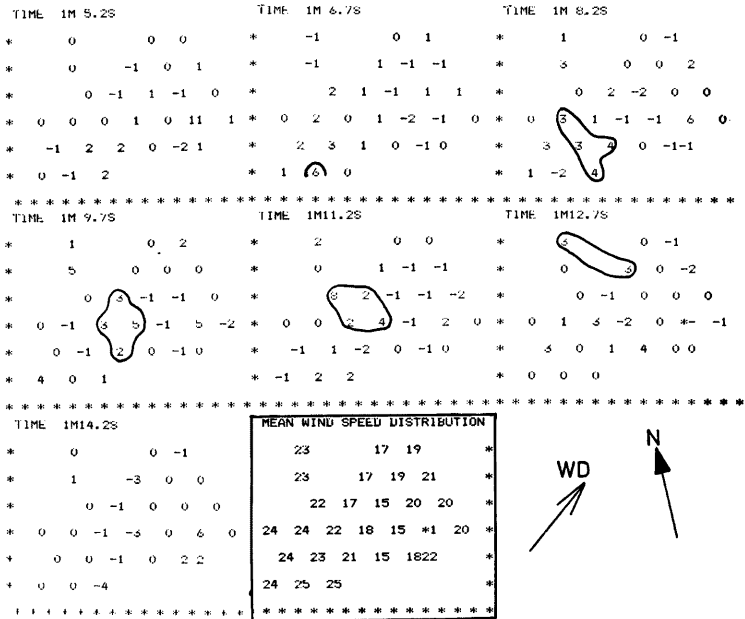 TIME 1M 5.2S
* 0 0 0
* 0 -1 0 1
* 0 -1 1 -1 0
* 0 0 0 1 0 11 1
* -1 2 2 0 -2 1
* 0 -1 2
TIME 1M 6.7S
* -1 0 1
* -1 1 -1 -1
* 2 1 -1 1 1
* 0 2 0 1 -2 -1 0
* 2 3 1 0 -1 0
* 1 6 0
TIME 1M 8.2S
* 1 0 -1
* 3 0 0 2
* 0 2 -2 0 0
* 0 3 1 -1 -1 6 0
* 3 3 4 0 -1-1
* 1 -2 4
* * * * * * * * * * * * * * * * * * * * * * * * * * * * * * * * * * * * * * * * * * * * *
TIME 1M 9.7S
* 1 0 2
* 5 0 0 0
* 0 3 -1 -1 0
* 0 -1 3 5 -1 5 -2
* 0 -1 2 0 -1 0
* 4 0 1
TIME 1M11.2S
* 2 0 0
* 0 1 -1 -1
* 8 2 -1 -1 -2
* 0 0 2 4 -1 2 0
* -1 1 -2 0 -1 0
* -1 2 2
TIME 1M12.7S
* 3 0 -1
* 0 3 0 -2
* 0 -1 0 0 0
* 0 1 3 -2 0 *- -1
* 3 0 1 4 0 0
* 0 0 0
* * * * * * * * * * * * * * * * * * * * * * * * * * * * * * * * * * * * * * * * * * * * *
TIME 1M14.2S
* 0 0 -1
* 1 -3 0 0
* 0 -1 0 0 0
* 0 0 -1 -3 0 6 0
* 0 0 -1 0 2 2
* 0 0 -4
* * * * * * * * * * * * * * *
MEAN WIND SPEED DISTRIBUTION
23 17 19 *
23 17 19 21 *
22 17 15 20 20 *
24 24 22 18 15 *1 20 *
24 23 21 15 1822 *
24 25 25 *
* * * * * * * * * * * * * * *
WD
N